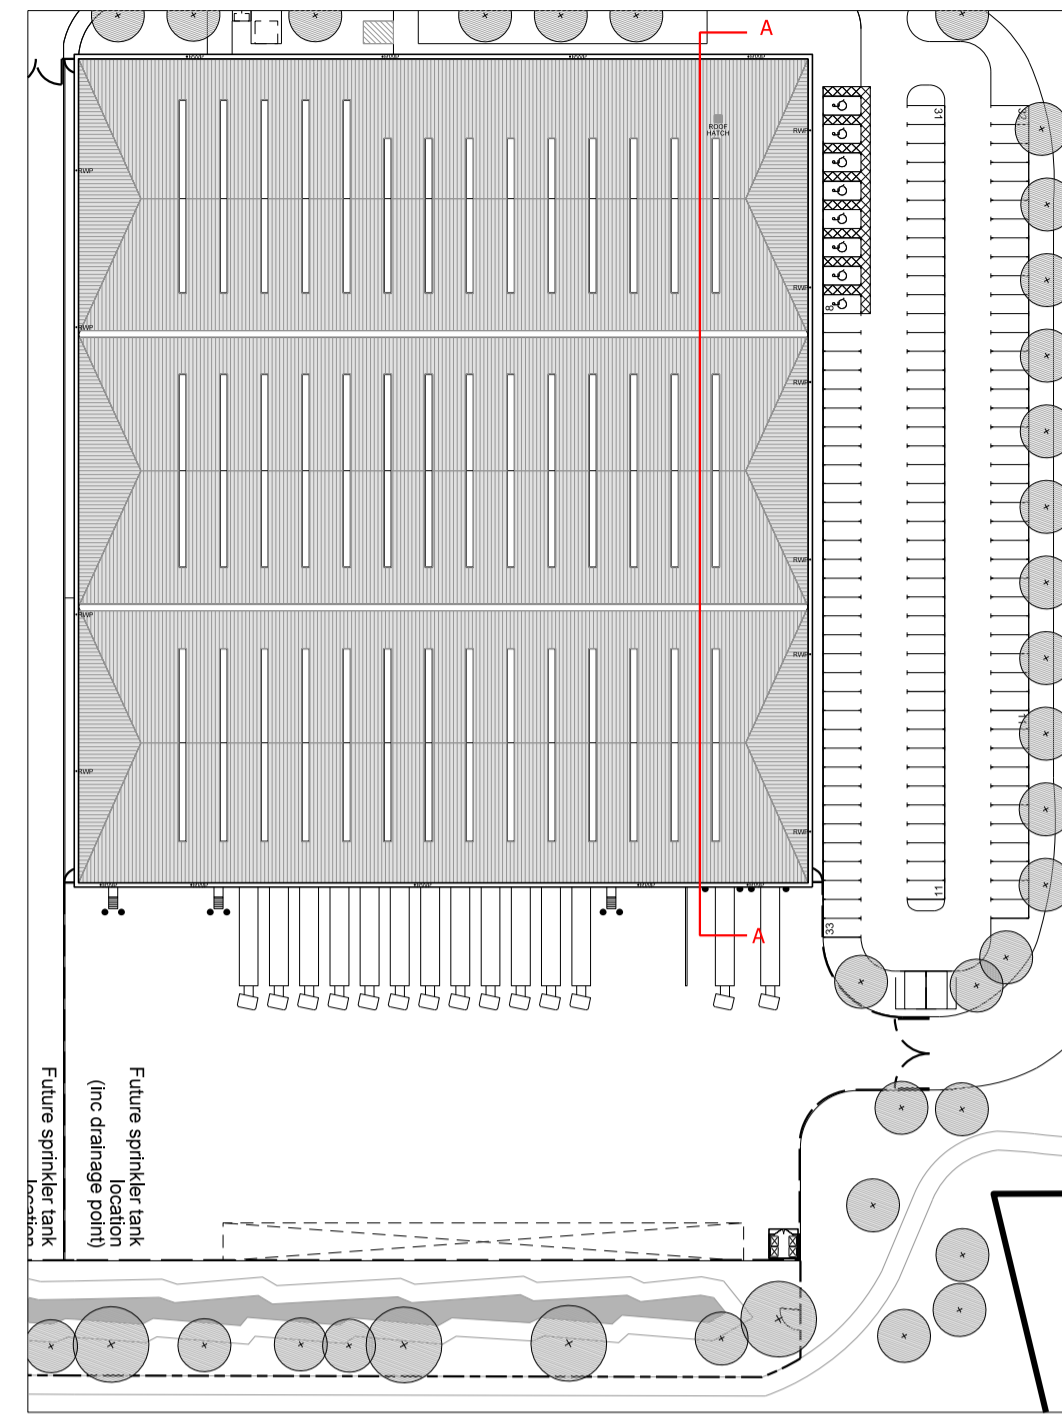 A
ROOF
HATCH
31
RWP
RWP
RWP
8
RWP
RWP
RWP
RWP
RWP
RWP
11
RWP
33
A
Future sprinkler tank
location
(inc drainage point)
Future sprinkler tank
location